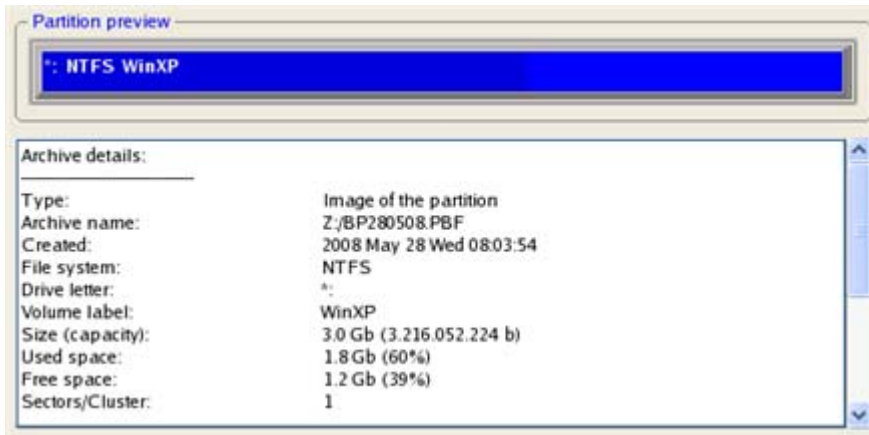 Partition preview
*: NTFS WinXP
Archive details:
Type: Image of the partition
Archive name: Z:/BP280508.PBF
Created: 2008 May 28 Wed 08:03:54
File system: NTFS
Drive letter: *:
Volume label: WinXP
Size (capacity): 3.0 Gb (3.216.052.224 b)
Used space: 1.8 Gb (60%)
Free space: 1.2 Gb (39%)
Sectors/Cluster: 1